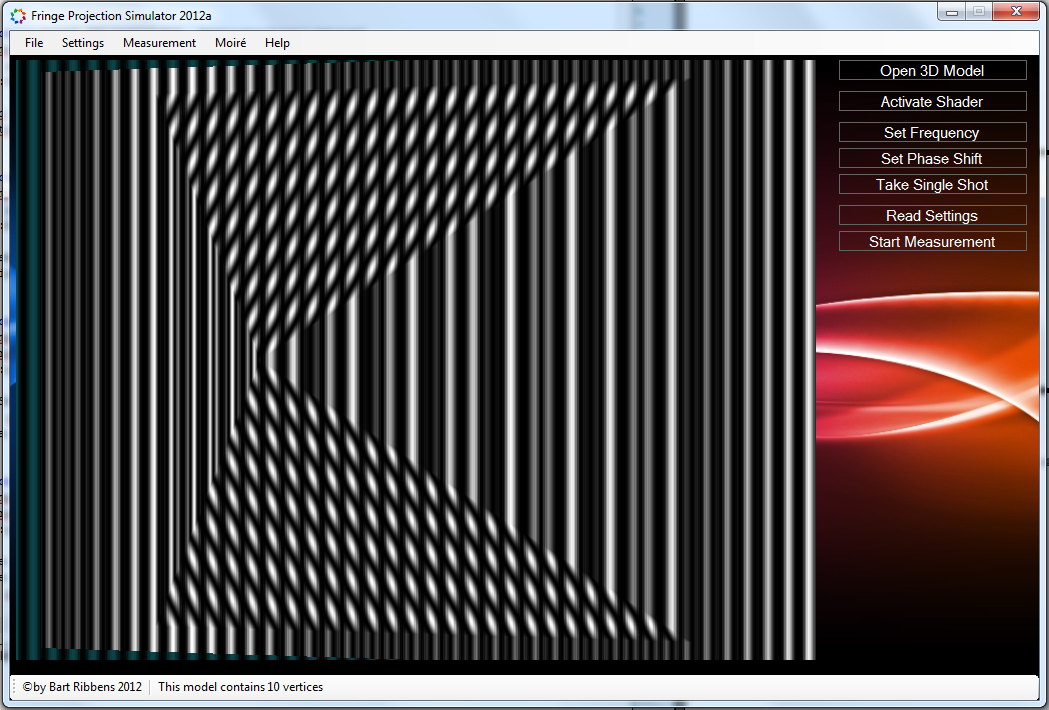 Fringe Projection Simulator 2012a
File Settings Measurement Moiré Help
Open 3D Model
Activate Shader
Set Frequency
Set Phase Shift
Take Single Shot
Read Settings
Start Measurement
©by Bart Ribbens 2012 This model contains 10 vertices